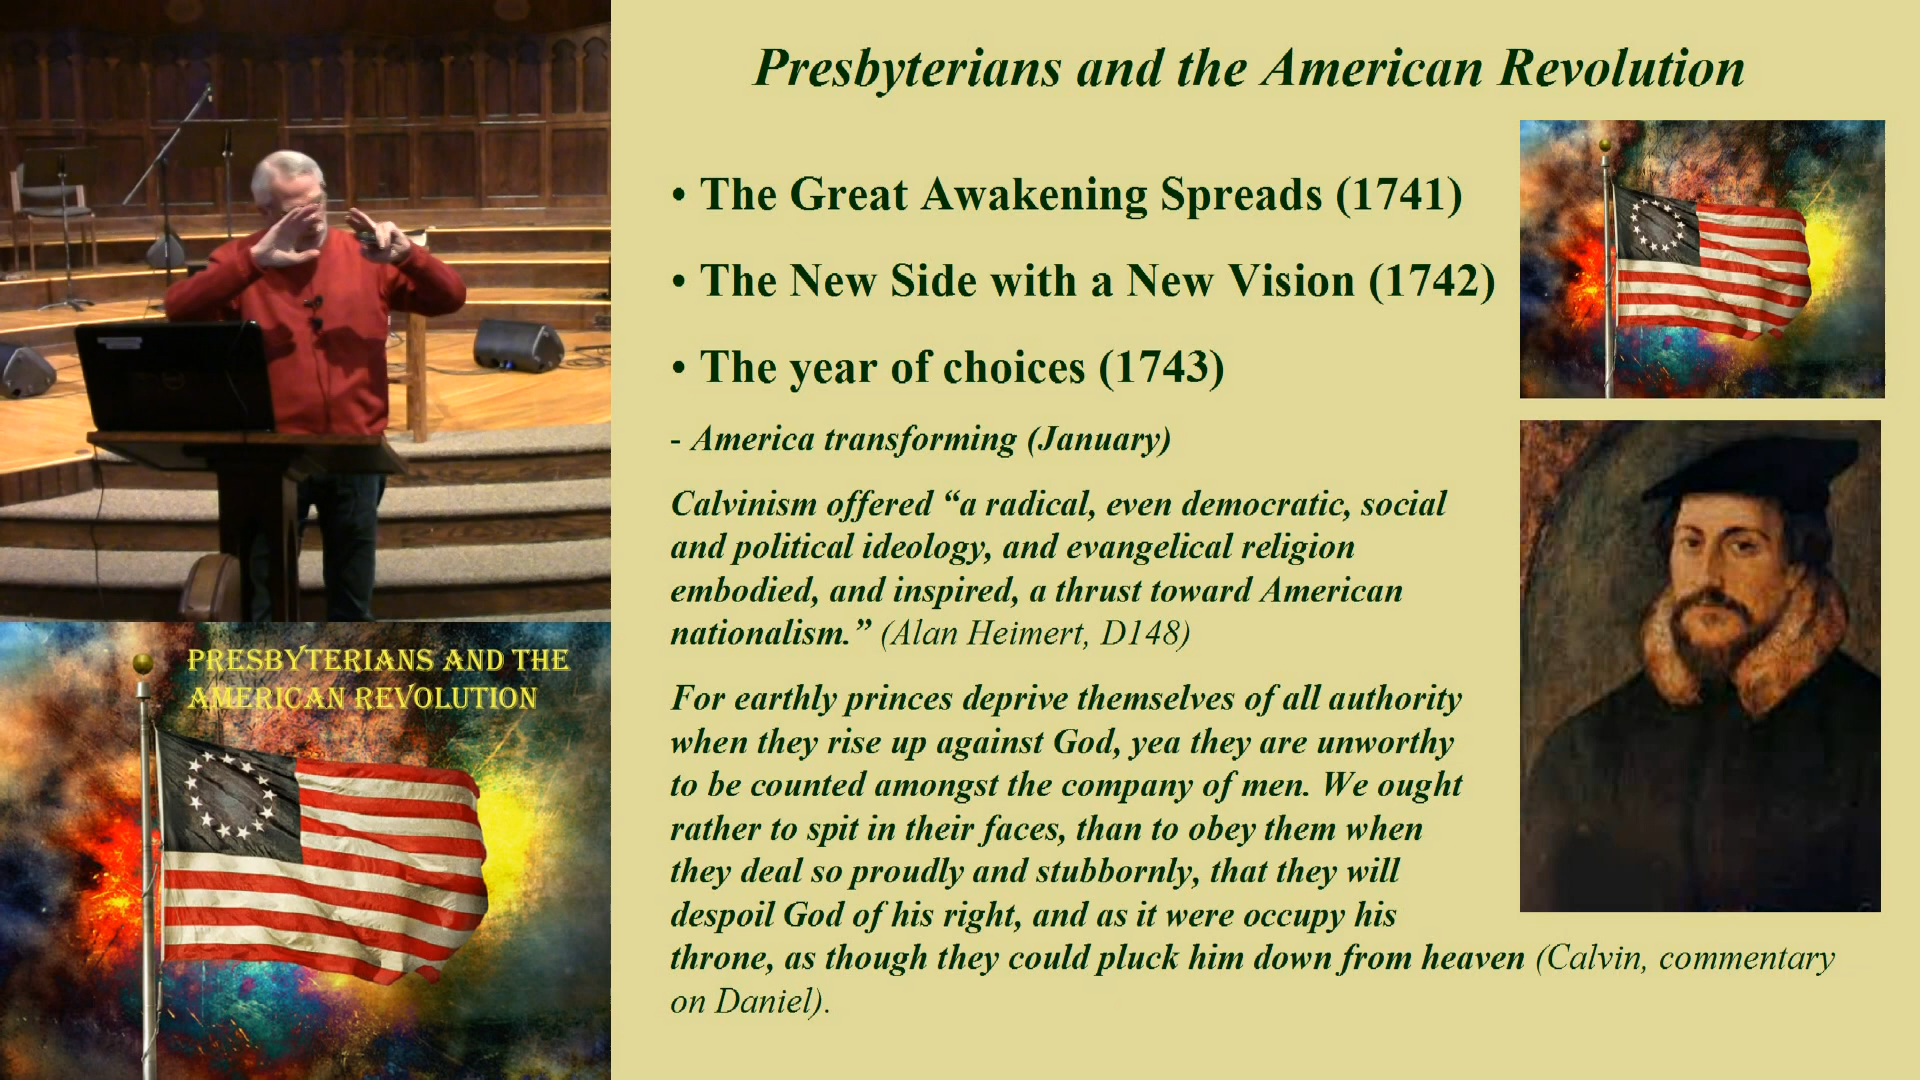 Presbyterians and the American Revolution
• The Great Awakening Spreads (1741)
• The New Side with a New Vision (1742)
• The year of choices (1743)
- America transforming (January)
Calvinism offered “a radical, even democratic, social
and political ideology, and evangelical religion
embodied, and inspired, a thrust toward American
nationalism.” (Alan Heimert, D148)
For earthly princes deprive themselves of all authority
when they rise up against God, yea they are unworthy
to be counted amongst the company of men. We ought
rather to spit in their faces, than to obey them when
they deal so proudly and stubbornly, that they will
despoil God of his right, and as it were occupy his
throne, as though they could pluck him down from heaven (Calvin, commentary
on Daniel).
PRESBYTERIANS AND THE
AMERICAN REVOLUTION